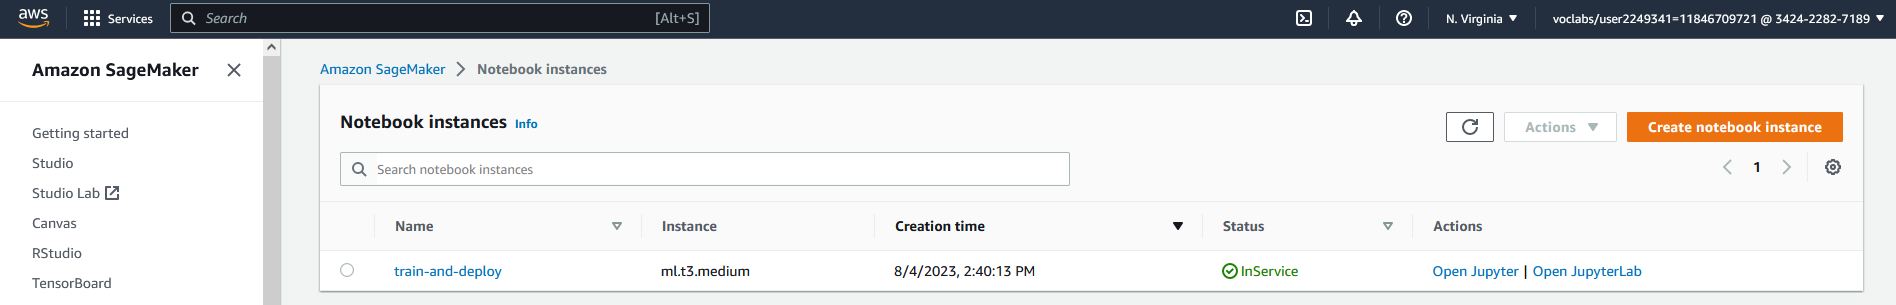 aws Services Search [Alt+S] N. Virginia voclabs/user2249341=11846709721 @ 3424-2282-7189
Amazon SageMaker
Getting started
Studio
Studio Lab
Canvas
RStudio
TensorBoard
Amazon SageMaker > Notebook instances
Notebook instances Info Actions Create notebook instance
Search notebook instances 1
Name Instance Creation time Status Actions
train-and-deploy ml.t3.medium 8/4/2023, 2:40:13 PM InService Open Jupyter | Open JupyterLab